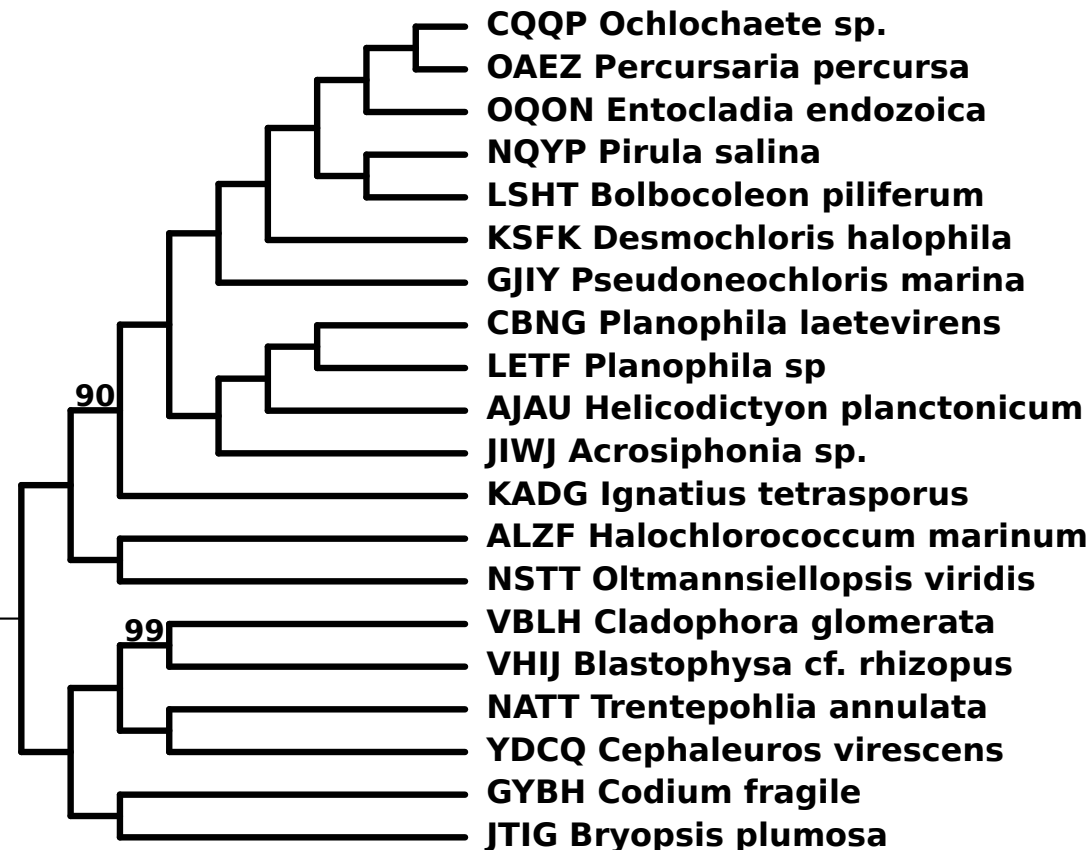 CQQP Ochlochaete sp.
OAEZ Percursaria percursa
OQON Entocladia endozoica
NQYP Pirula salina
LSHT Bolbocoleon piliferum
KSFK Desmochloris halophila
GJIY Pseudoneochloris marina
CBNG Planophila laetevirens
LETF Planophila sp
90
AJAU Helicodictyon planctonicum
JIWJ Acrosiphonia sp.
KADG Ignatius tetrasporus
ALZF Halochlorococcum marinum
NSTT Oltmannsiellopsis viridis
VBLH Cladophora glomerata
99
VHIJ Blastophysa cf. rhizopus
NATT Trentepohlia annulata
YDCQ Cephaleuros virescens
GYBH Codium fragile
JTIG Bryopsis plumosa